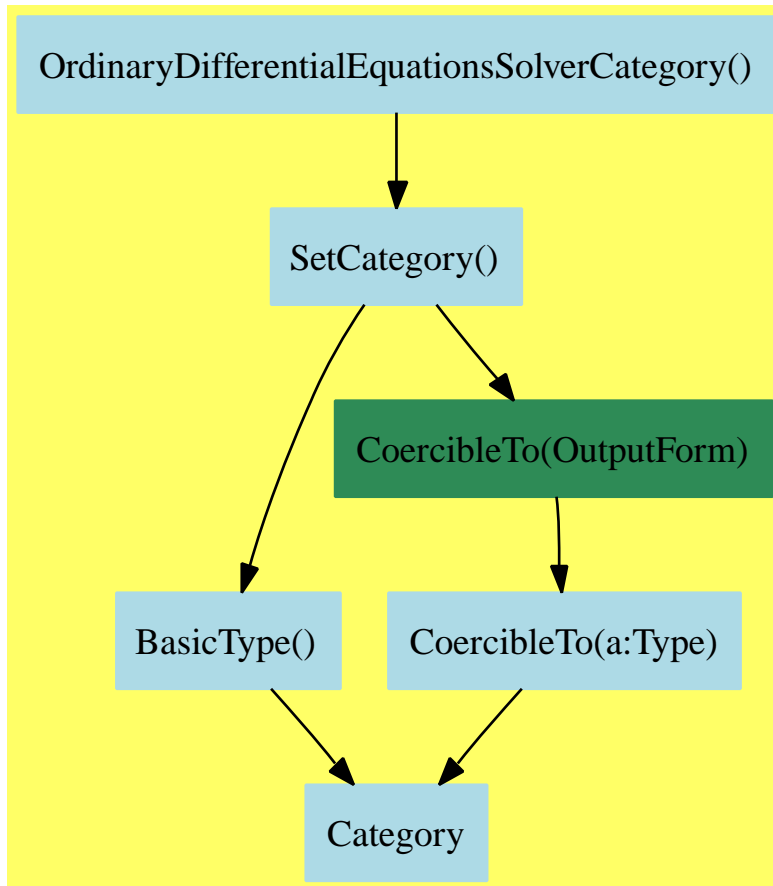 OrdinaryDifferentialEquationsSolverCategory()
SetCategory()
CoercibleTo(OutputForm)
BasicType()
CoercibleTo(a:Type)
Category